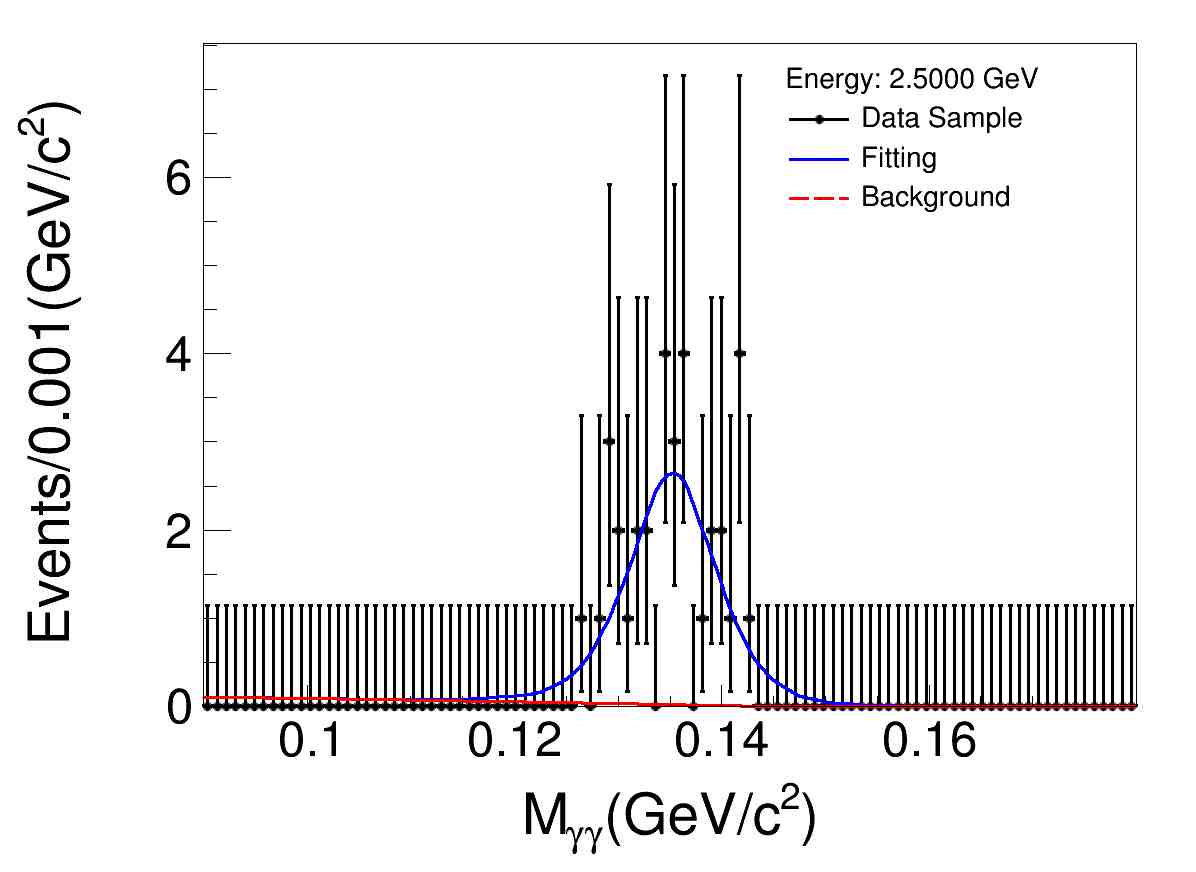 Energy: 2.5000 GeV
Data Sample
Fitting
Background
Events/0.001(GeV/c²)
6
4
2
0
0.1 0.12 0.14 0.16
Mγγ(GeV/c²)